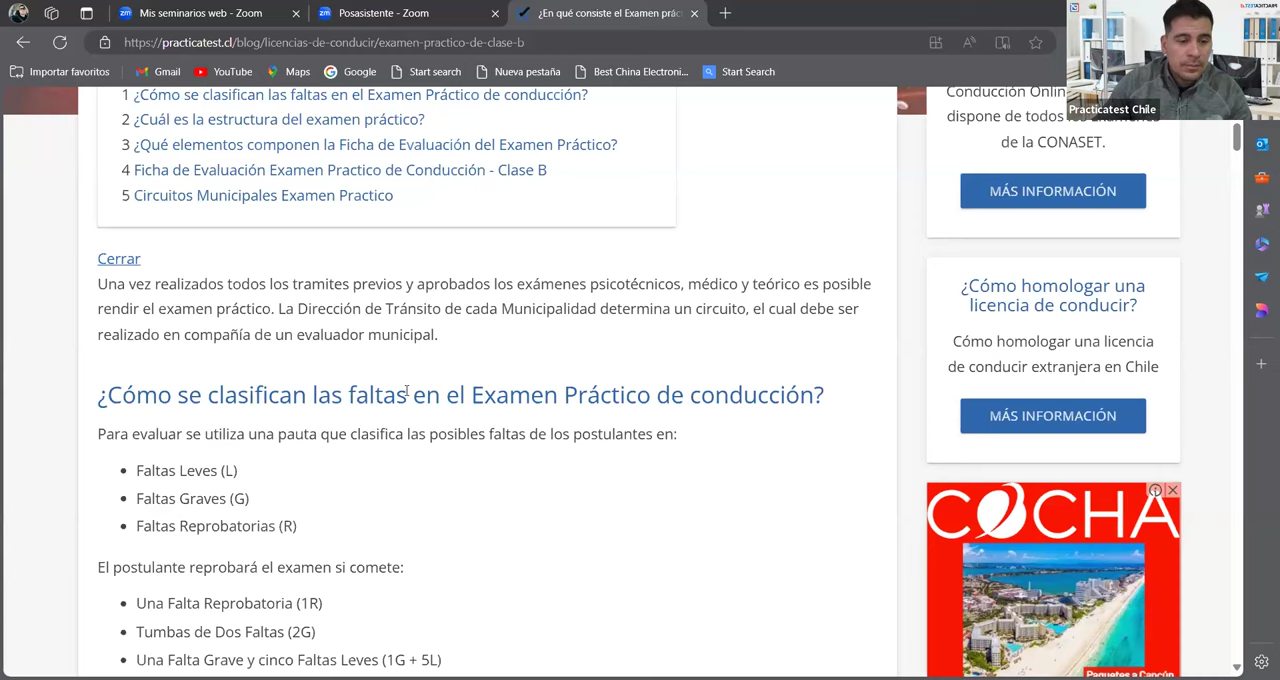 Mis seminarios web - Zoom
Posasistente - Zoom
¿En qué consiste el Examen prác
https://practicatest.cl/blog/licencias-de-conducir/examen-practico-de-clase-b
Importar favoritos
Gmail
YouTube
Maps
Google
Start search
Nueva pestaña
Best China Electroni...
Start Search
Practicatest Chile
1 ¿Cómo se clasifican las faltas en el Examen Práctico de conducción?
2 ¿Cuál es la estructura del examen práctico?
3 ¿Qué elementos componen la Ficha de Evaluación del Examen Práctico?
4 Ficha de Evaluación Examen Practico de Conducción - Clase B
5 Circuitos Municipales Examen Practico
Cerrar
Una vez realizados todos los tramites previos y aprobados los exámenes psicotécnicos, médico y teórico es posible
rendir el examen práctico. La Dirección de Tránsito de cada Municipalidad determina un circuito, el cual debe ser
realizado en compañía de un evaluador municipal.
¿Cómo se clasifican las faltas en el Examen Práctico de conducción?
Para evaluar se utiliza una pauta que clasifica las posibles faltas de los postulantes en:
Faltas Leves (L)
Faltas Graves (G)
Faltas Reprobatorias (R)
El postulante reprobará el examen si comete:
Una Falta Reprobatoria (1R)
Tumbas de Dos Faltas (2G)
Una Falta Grave y cinco Faltas Leves (1G + 5L)
Conducción
dispone de todos
de la CONASET.
MÁS INFORMACIÓN
¿Cómo homologar una
licencia de conducir?
Cómo homologar una licencia
de conducir extranjera en Chile
MÁS INFORMACIÓN
COCHA
Paquetes a Cancún